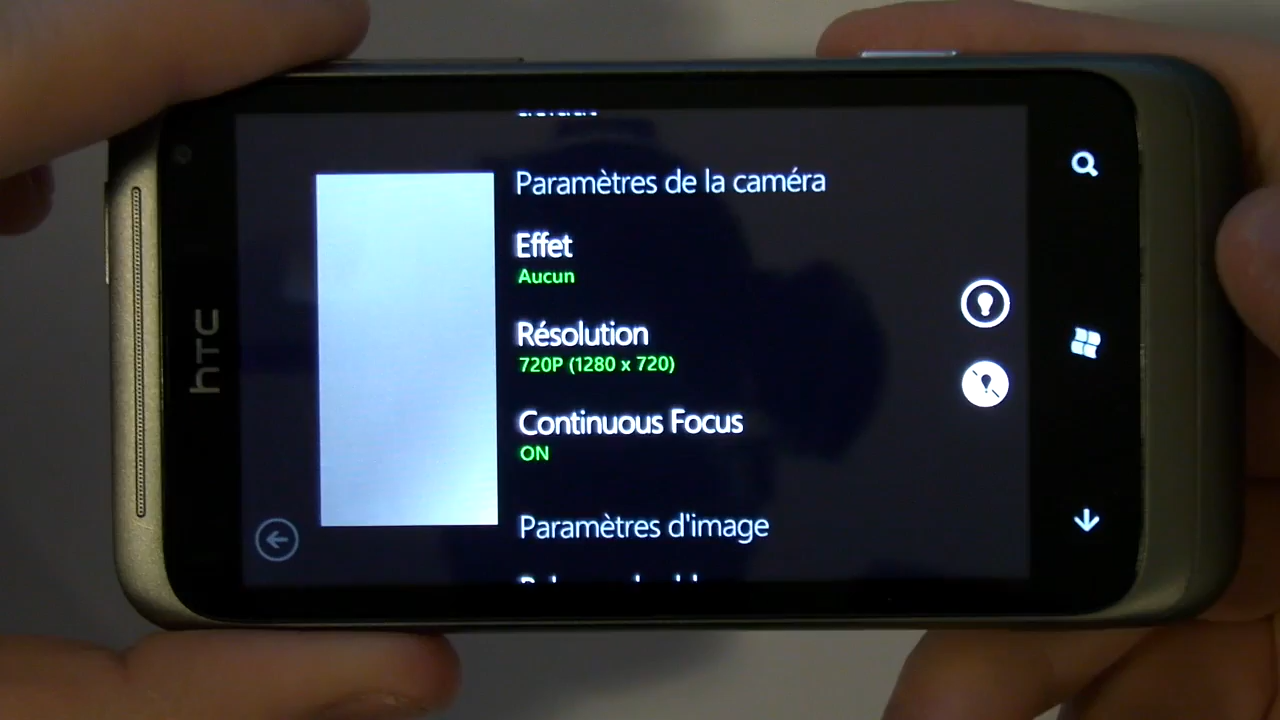 hTC
Paramètres de la caméra
Effet
Aucun
Résolution
720P (1280 x 720)
Continuous Focus
ON
Paramètres d'image